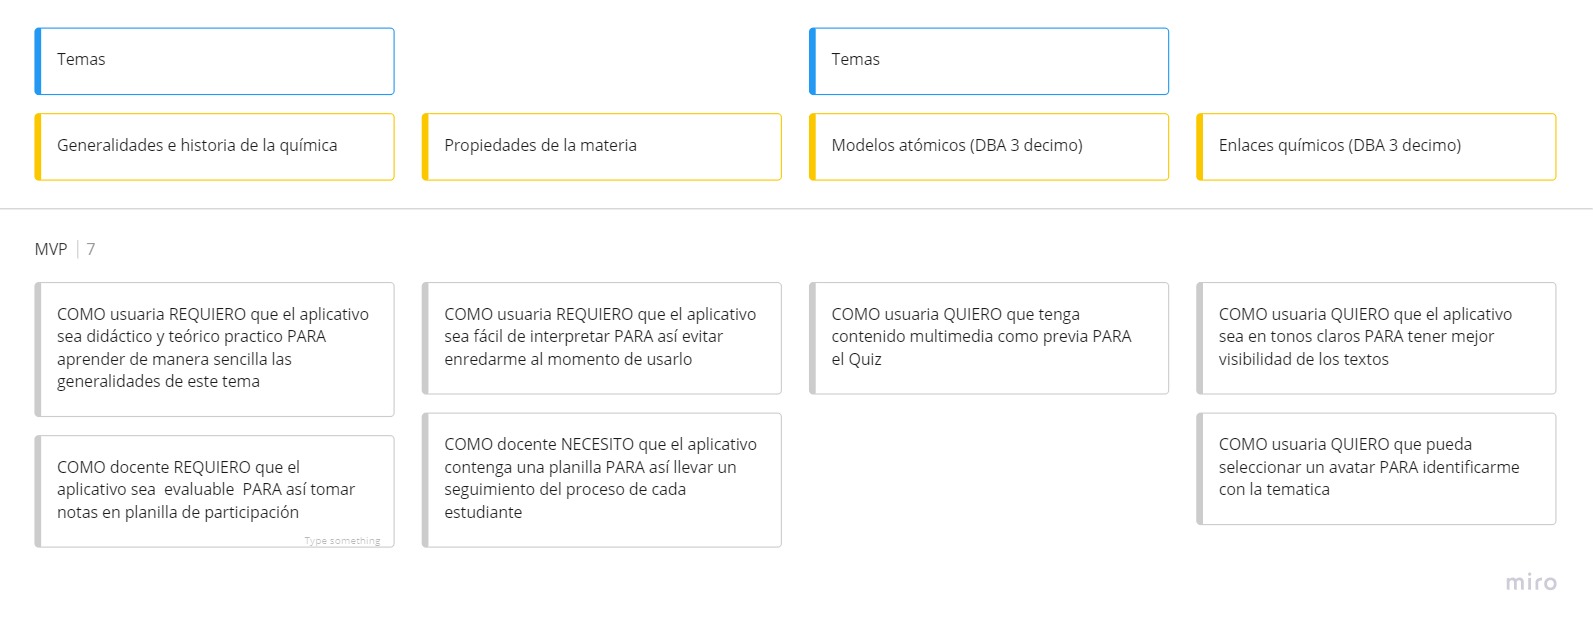 Temas
Temas
Generalidades e historia de la química
Propiedades de la materia
Modelos atómicos (DBA 3 decimo)
Enlaces químicos (DBA 3 decimo)
MVP 7
COMO usuaria REQUIERO que el aplicativo
sea didáctico y teórico practico PARA
aprender de manera sencilla las
generalidades de este tema
COMO usuaria REQUIERO que el aplicativo
sea fácil de interpretar PARA así evitar
enredarme al momento de usarlo
COMO usuaria QUIERO que tenga
contenido multimedia como previa PARA
el Quiz
COMO usuaria QUIERO que el aplicativo
sea en tonos claros PARA tener mejor
visibilidad de los textos
COMO docente REQUIERO que el
aplicativo sea  evaluable  PARA así tomar
notas en planilla de participación
Type something
COMO docente NECESITO que el aplicativo
contenga una planilla PARA así llevar un
seguimiento del proceso de cada
estudiante
COMO usuaria QUIERO que pueda
seleccionar un avatar PARA identificarme
con la tematica
miro